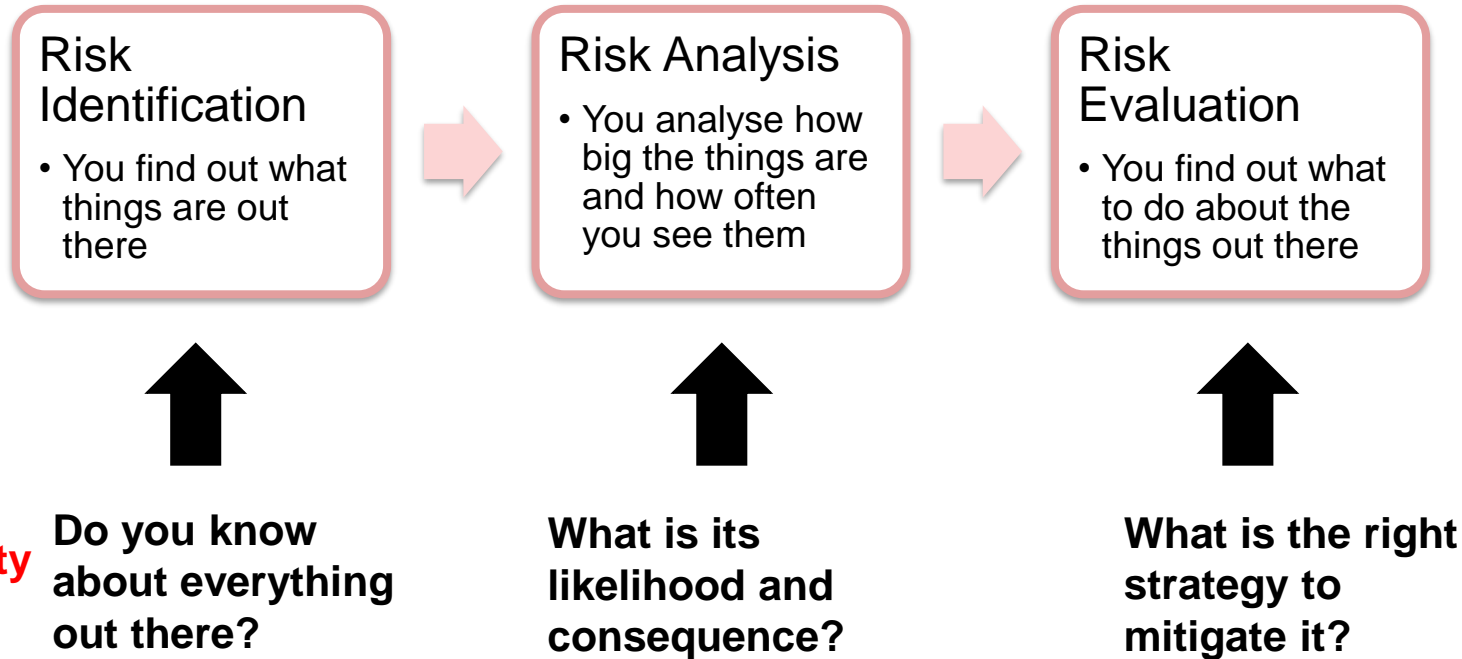 Risk
Identification
• You find out what
things are out
there
Risk Analysis
• You analyse how
big the things are
and how often
you see them
Risk
Evaluation
• You find out what
to do about the
things out there
ty
Do you know
about everything
out there?
What is its
likelihood and
consequence?
What is the right
strategy to
mitigate it?